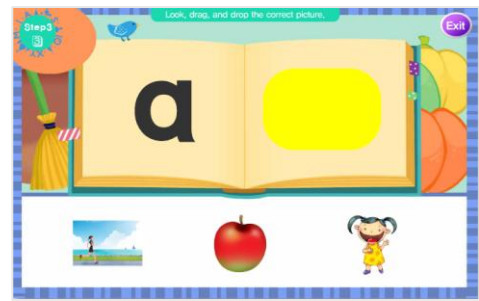 Look, drag, and drop the correct picture,
Step3
3
Exit
a